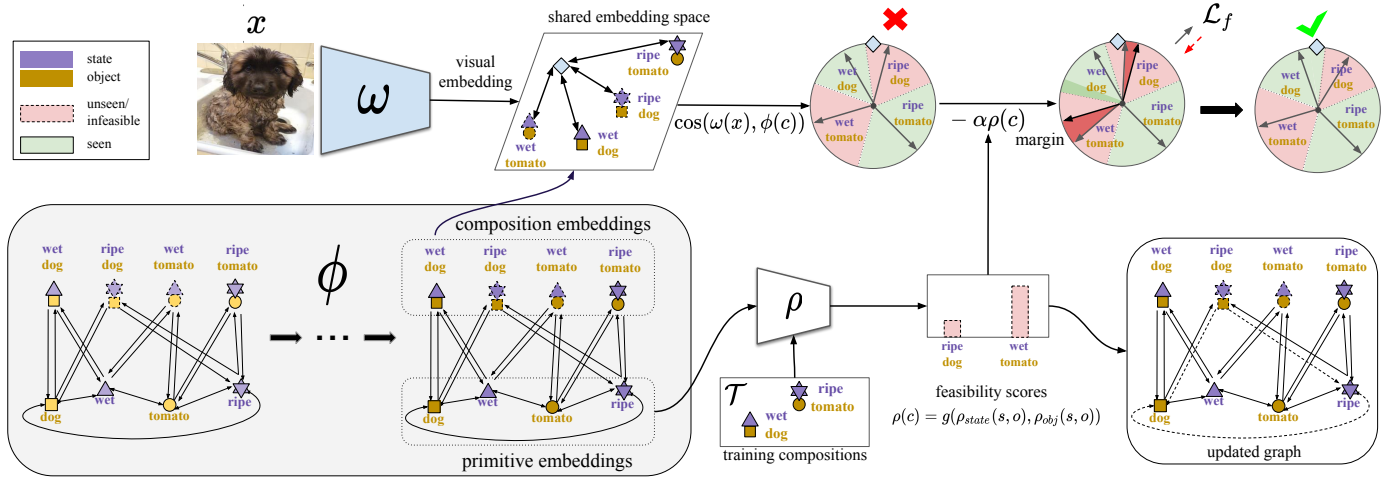 x
shared embedding space
state
object
unseen/
infeasible
seen
ω
visual
embedding
ripe
tomato
ripe
dog
wet
dog
wet
tomato
cos(ω(x), ϕ(c))
wet
dog
ripe
dog
ripe
tomato
wet
tomato
− αρ(c)
margin
wet
dog
ripe
dog
ripe
tomato
wet
tomato
ℒf
wet
dog
ripe
dog
ripe
tomato
wet
tomato
wet
dog
ripe
dog
wet
tomato
ripe
tomato
dog
wet
tomato
ripe
ϕ
...
composition embeddings
wet
dog
ripe
dog
wet
tomato
ripe
tomato
dog
wet
tomato
ripe
primitive embeddings
ρ
𝒯
ripe
tomato
wet
dog
training compositions
ripe
dog
wet
tomato
feasibility scores
ρ(c) = g(ρstate(s, o), ρobj(s, o))
wet
dog
ripe
dog
wet
tomato
ripe
tomato
dog
wet
tomato
ripe
updated graph